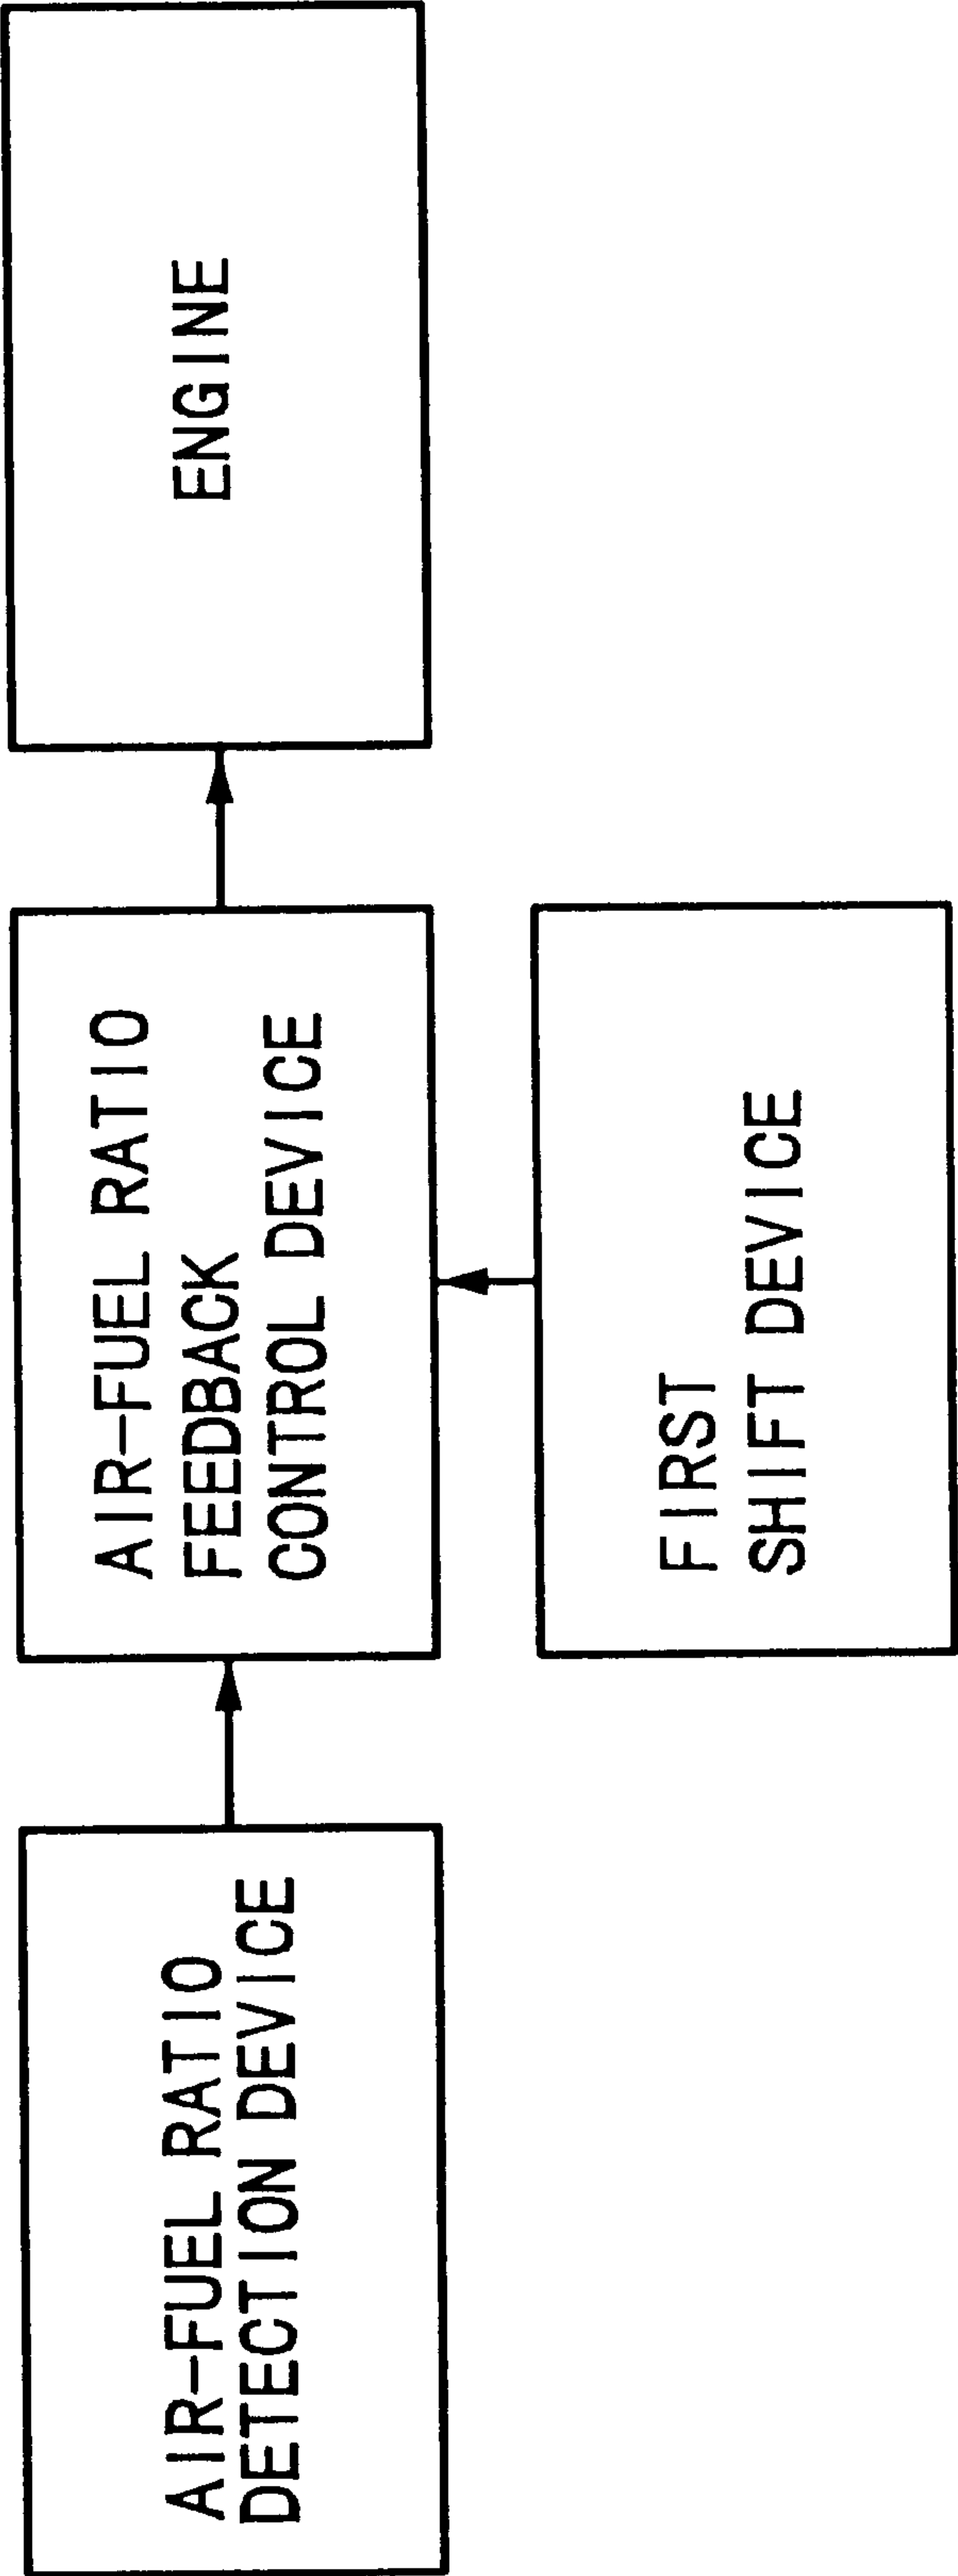 AIR-FUEL RATIO
DETECTION DEVICE
AIR-FUEL RATIO
FEEDBACK
CONTROL DEVICE
ENGINE
FIRST
SHIFT DEVICE